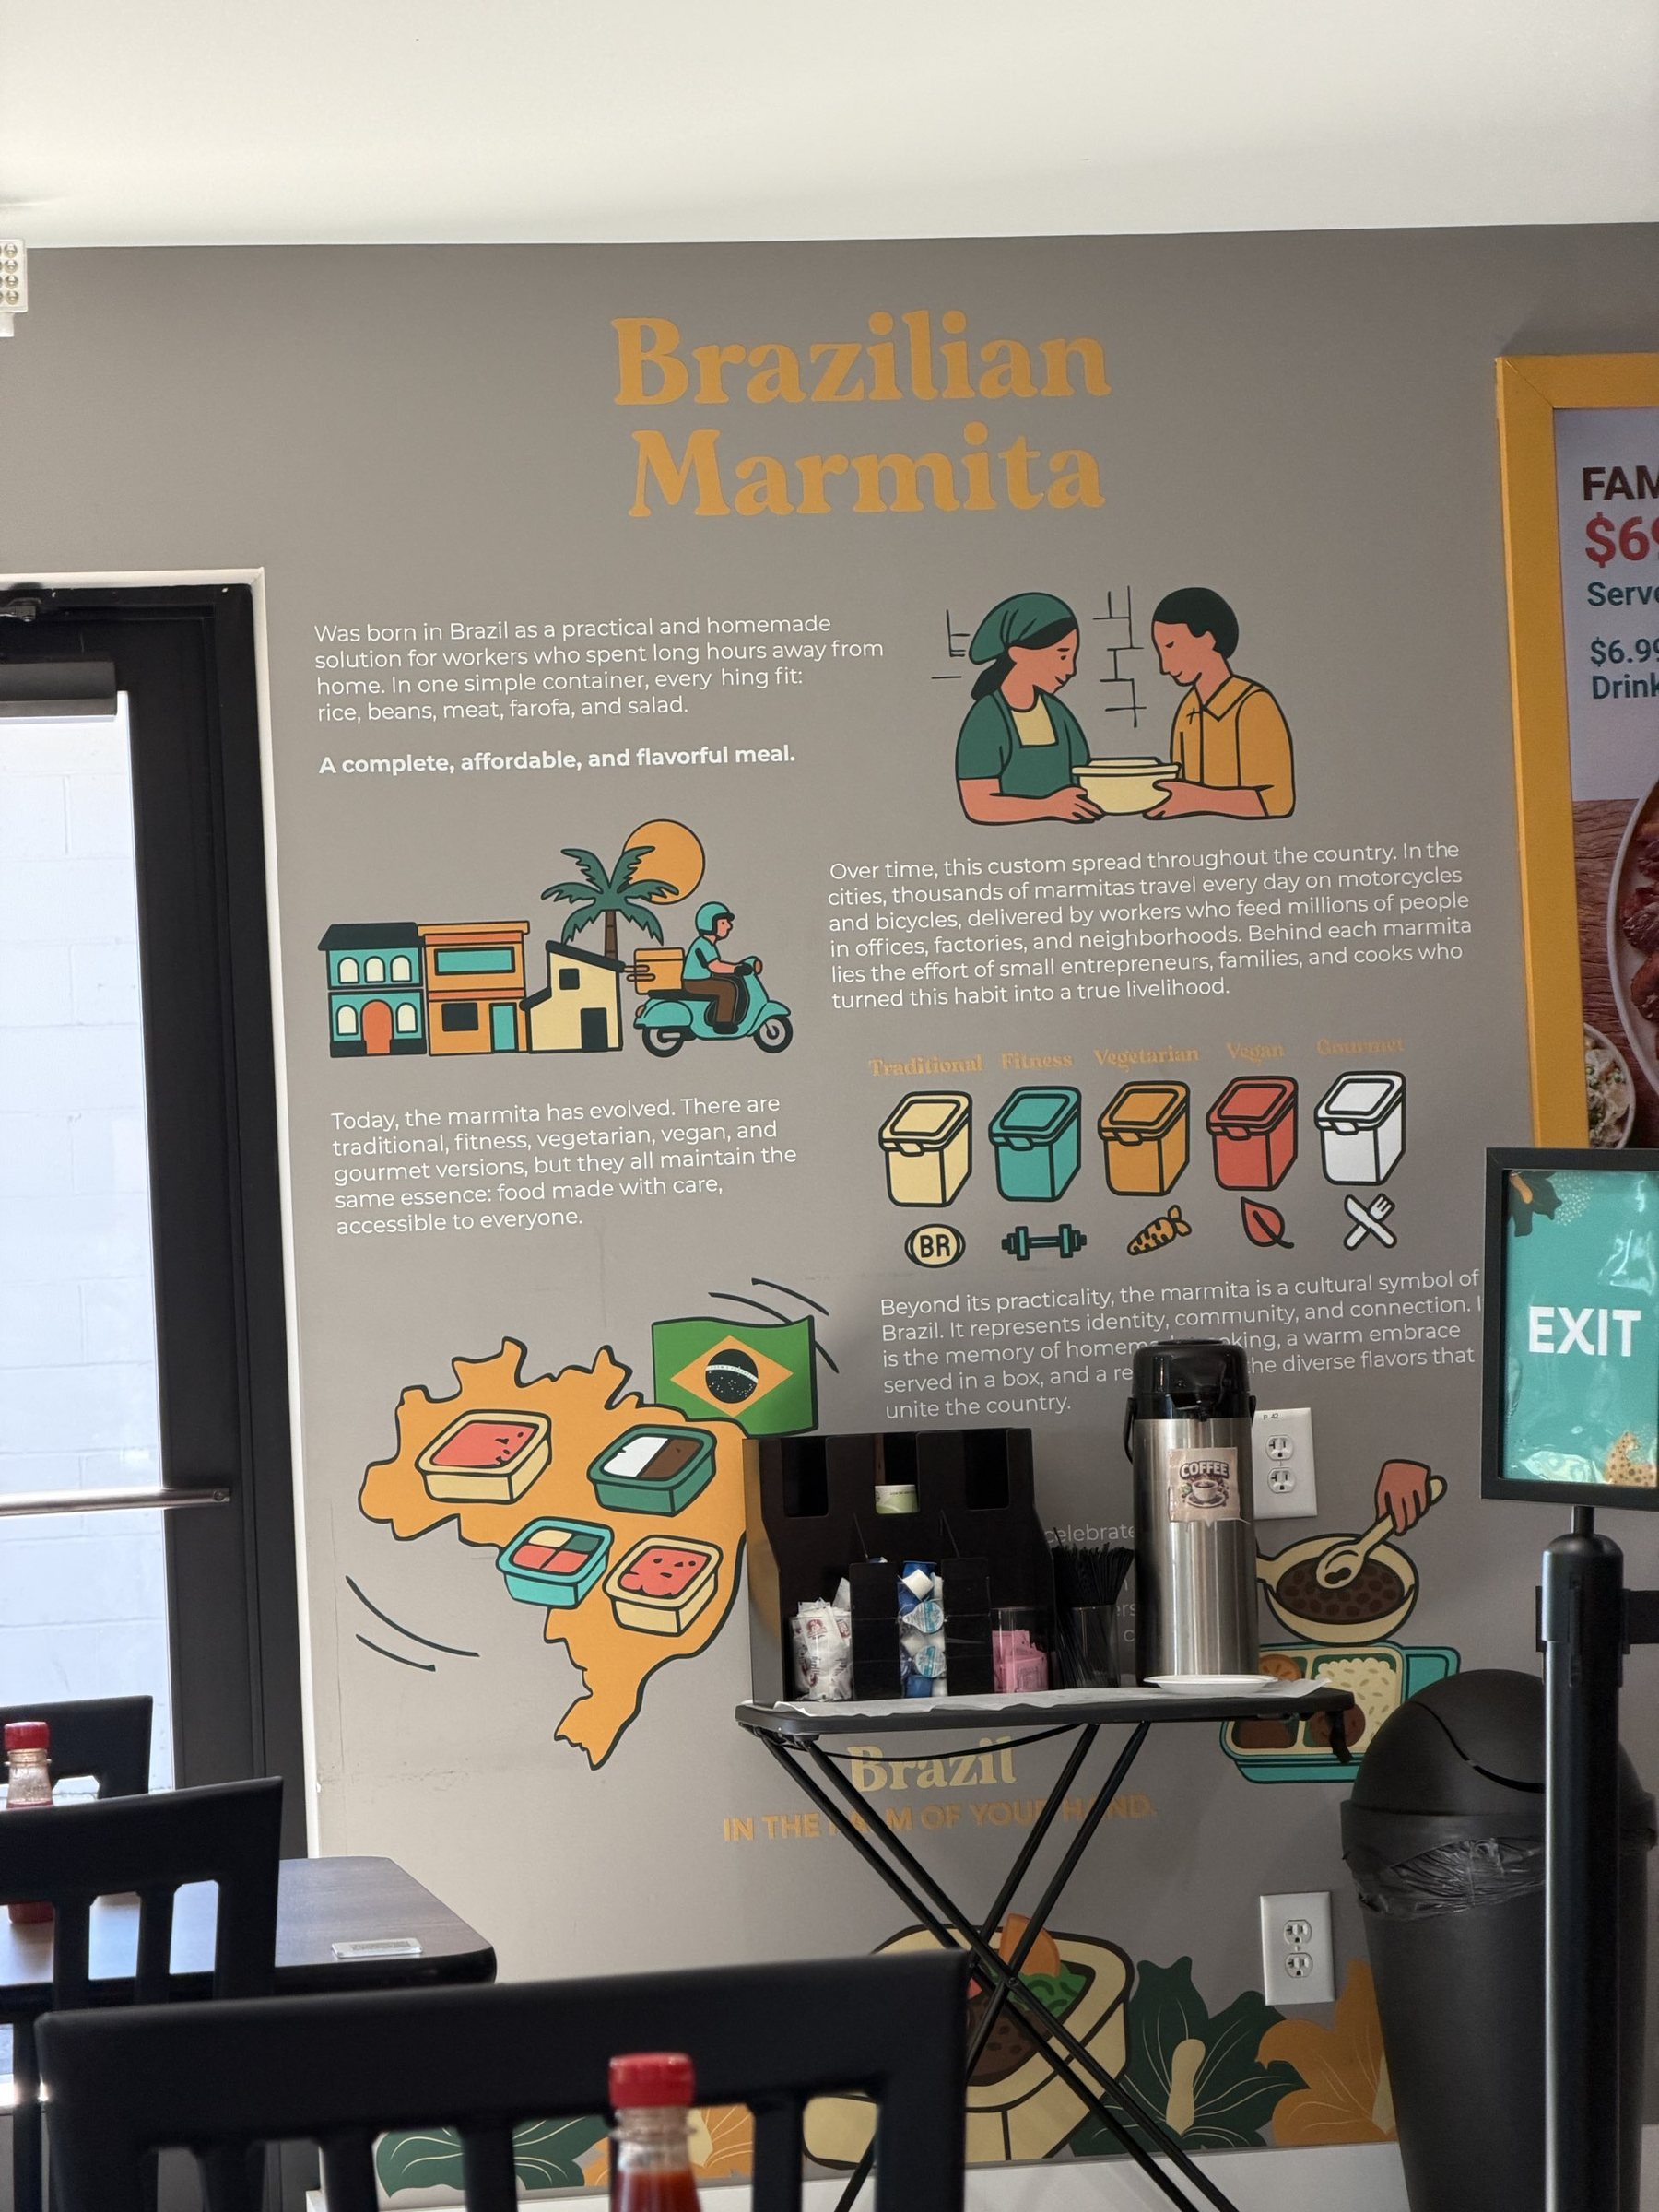 Brazilian
Marmita
Was born in Brazil as a practical and homemade
solution for workers who spent long hours away from
home. In one simple container, every hing fit:
rice, beans, meat, farofa, and salad.
A complete, affordable, and flavorful meal.
Over time, this custom spread throughout the country. In the
cities, thousands of marmitas travel every day on motorcycles
and bicycles, delivered by workers who feed millions of people
in offices, factories, and neighborhoods. Behind each marmita
lies the effort of small entrepreneurs, families, and cooks who
turned this habit into a true livelihood.
Traditional Fitness Vegetarian Vegan Gourmet
BR
Today, the marmita has evolved. There are
traditional, fitness, vegetarian, vegan, and
gourmet versions, but they all maintain the
same essence: food made with care,
accessible to everyone.
Beyond its practicality, the marmita is a cultural symbol of
Brazil. It represents identity, community, and connection.
is the memory of a warm embrace
served in a box, and a the diverse flavors that
unite the country.
COFFEE
Brazil
IN THE OF YOUR HAND.
$6.99
EXIT